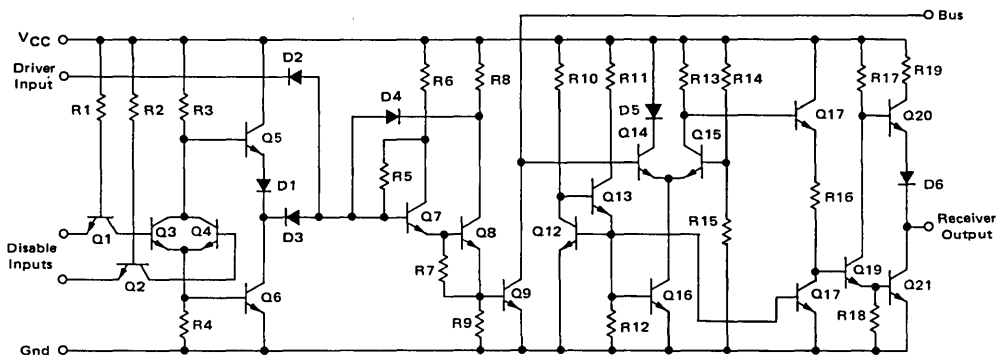 Bus
VCC
Driver
Input
D2
R1
R2
R3
Q5
D1
D3
Q1
Q3
Q4
Disable
Inputs
Q2
Q6
R4
Gnd
R6
R8
D4
R5
Q7
Q8
R7
R9
Q9
R10
R11
D5
Q14
R13
R14
Q15
Q13
Q12
R15
Q16
R12
Q17
R16
Q17
R17
R19
Q20
D6
Receiver
Output
Q19
Q21
R18